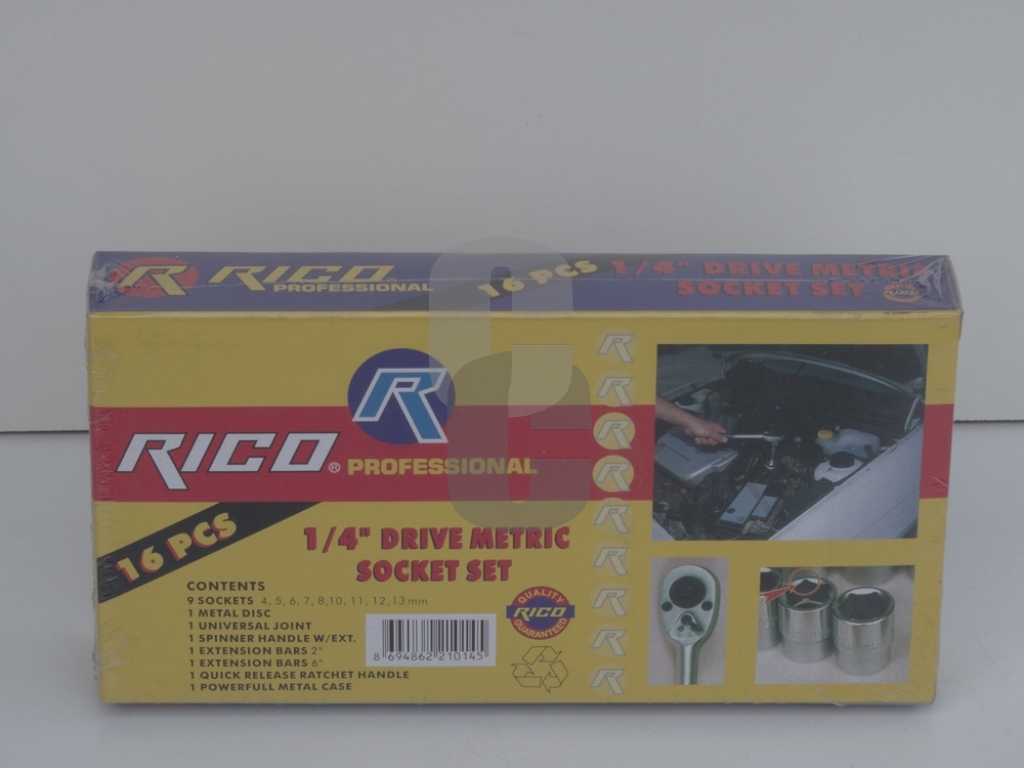 R RICO
PROFESSIONAL
16 PCS
1/4" DRIVE METRIC
SOCKET SET
RICO
R
RICO® PROFESSIONAL
16 PCS
1/4" DRIVE METRIC
SOCKET SET
CONTENTS
9 SOCKETS 4, 5, 6, 7, 8,10, 11, 12,13mm
1 METAL DISC
1 UNIVERSAL JOINT
1 SPINNER HANDLE W/EXT.
1 EXTENSION BARS 2"
1 EXTENSION BARS 6"
1 QUICK RELEASE RATCHET HANDLE
1 POWERFULL METAL CASE
8 694862 210145
QUALITY
RICO
GUARANTEED
R
R
R
R
R
R
R
R
R